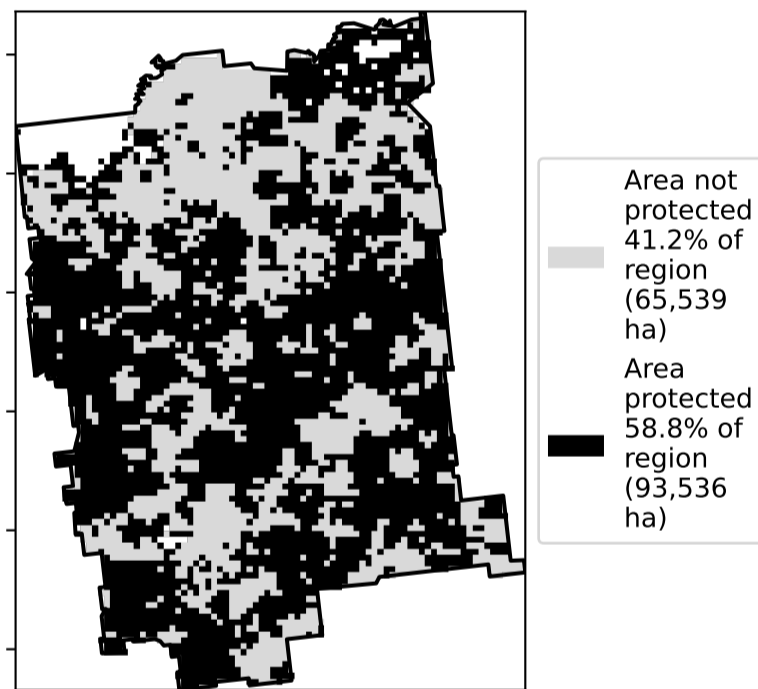 Area not
protected
41.2% of
region
(65,539
ha)
Area
protected
58.8% of
region
(93,536
ha)